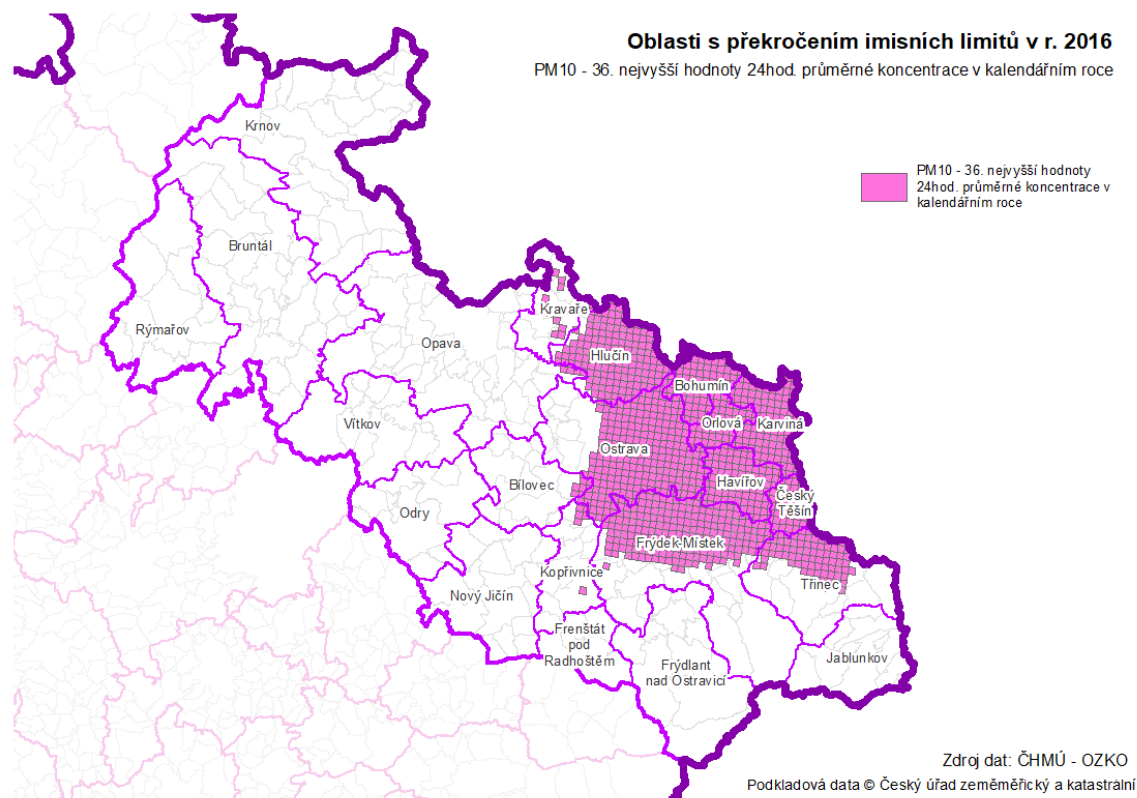 Oblasti s překročením imisních limitů v r. 2016
PM10 - 36. nejvyšší hodnoty 24hod. průměrné koncentrace v kalendářním roce
PM10 - 36. nejvyšší hodnoty
24hod. průměrné koncentrace v
kalendářním roce
Krnov
Bruntál
Rýmařov
Kravaře
Opava
Hlučín
Bohumín
Vítkov
Orlová
Karviná
Ostrava
Bílovec
Havířov
Český
Těšín
Odry
Frýdek-Místek
Kopřivnice
Třinec
Nový Jičín
Frenštát
pod
Radhoštěm
Frýdlant
nad Ostravicí
Jablunkov
Zdroj dat: ČHMÚ - OZKO
Podkladová data © Český úřad zeměměřický a katastrální